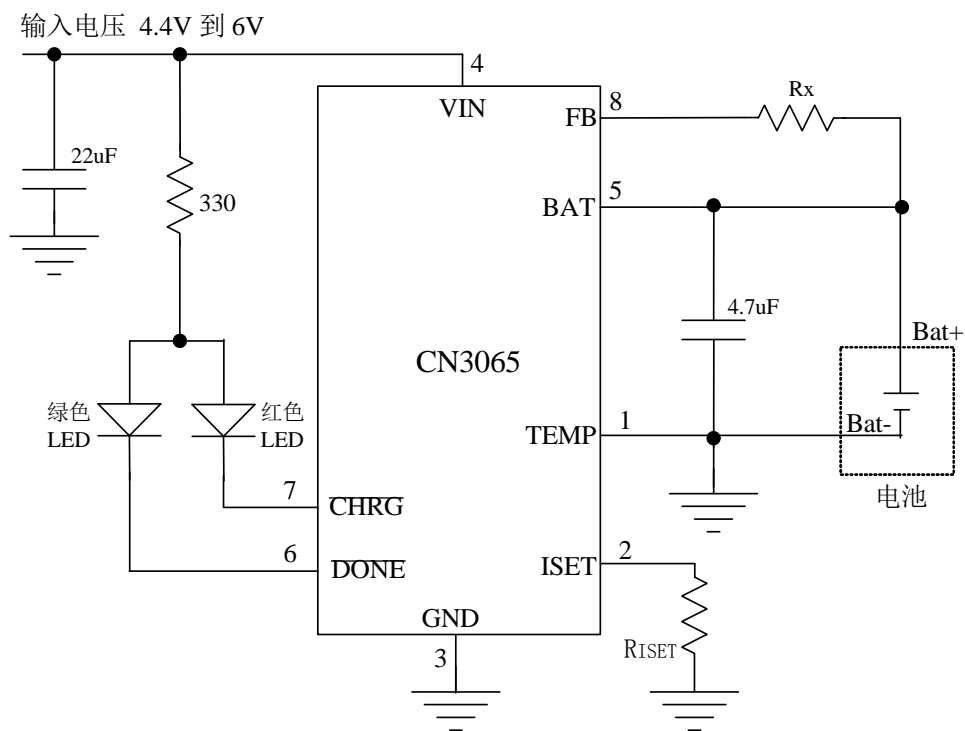 输入电压 4.4V 到 6V
4
VIN
22uF
330
8
FB
Rx
5
BAT
4.7uF
CN3065
Bat+
Bat-
电池
绿色
LED
红色
LED
1
TEMP
7
CHRG
6
DONE
2
ISET
GND
3
RISET